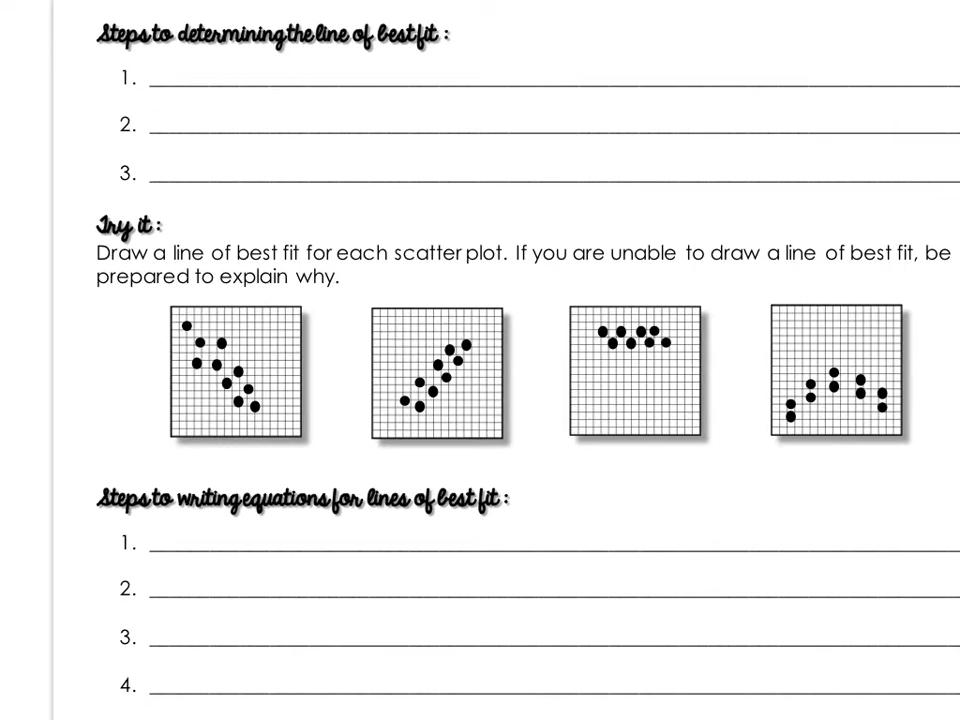 Steps to determining the line of best fit :
1.
2.
3.
Try it :
Draw a line of best fit for each scatter plot. If you are unable to draw a line of best fit, be
prepared to explain why.
Steps to writing equations for lines of best fit :
1.
2.
3.
4.